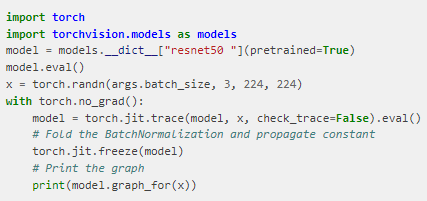 import torch
import torchvision.models as models
model = models.__dict__["resnet50 "](pretrained=True)
model.eval()
x = torch.randn(args.batch_size, 3, 224, 224)
with torch.no_grad():
    model = torch.jit.trace(model, x, check_trace=False).eval()
    # Fold the BatchNormalization and propagate constant
    torch.jit.freeze(model)
    # Print the graph
    print(model.graph_for(x))